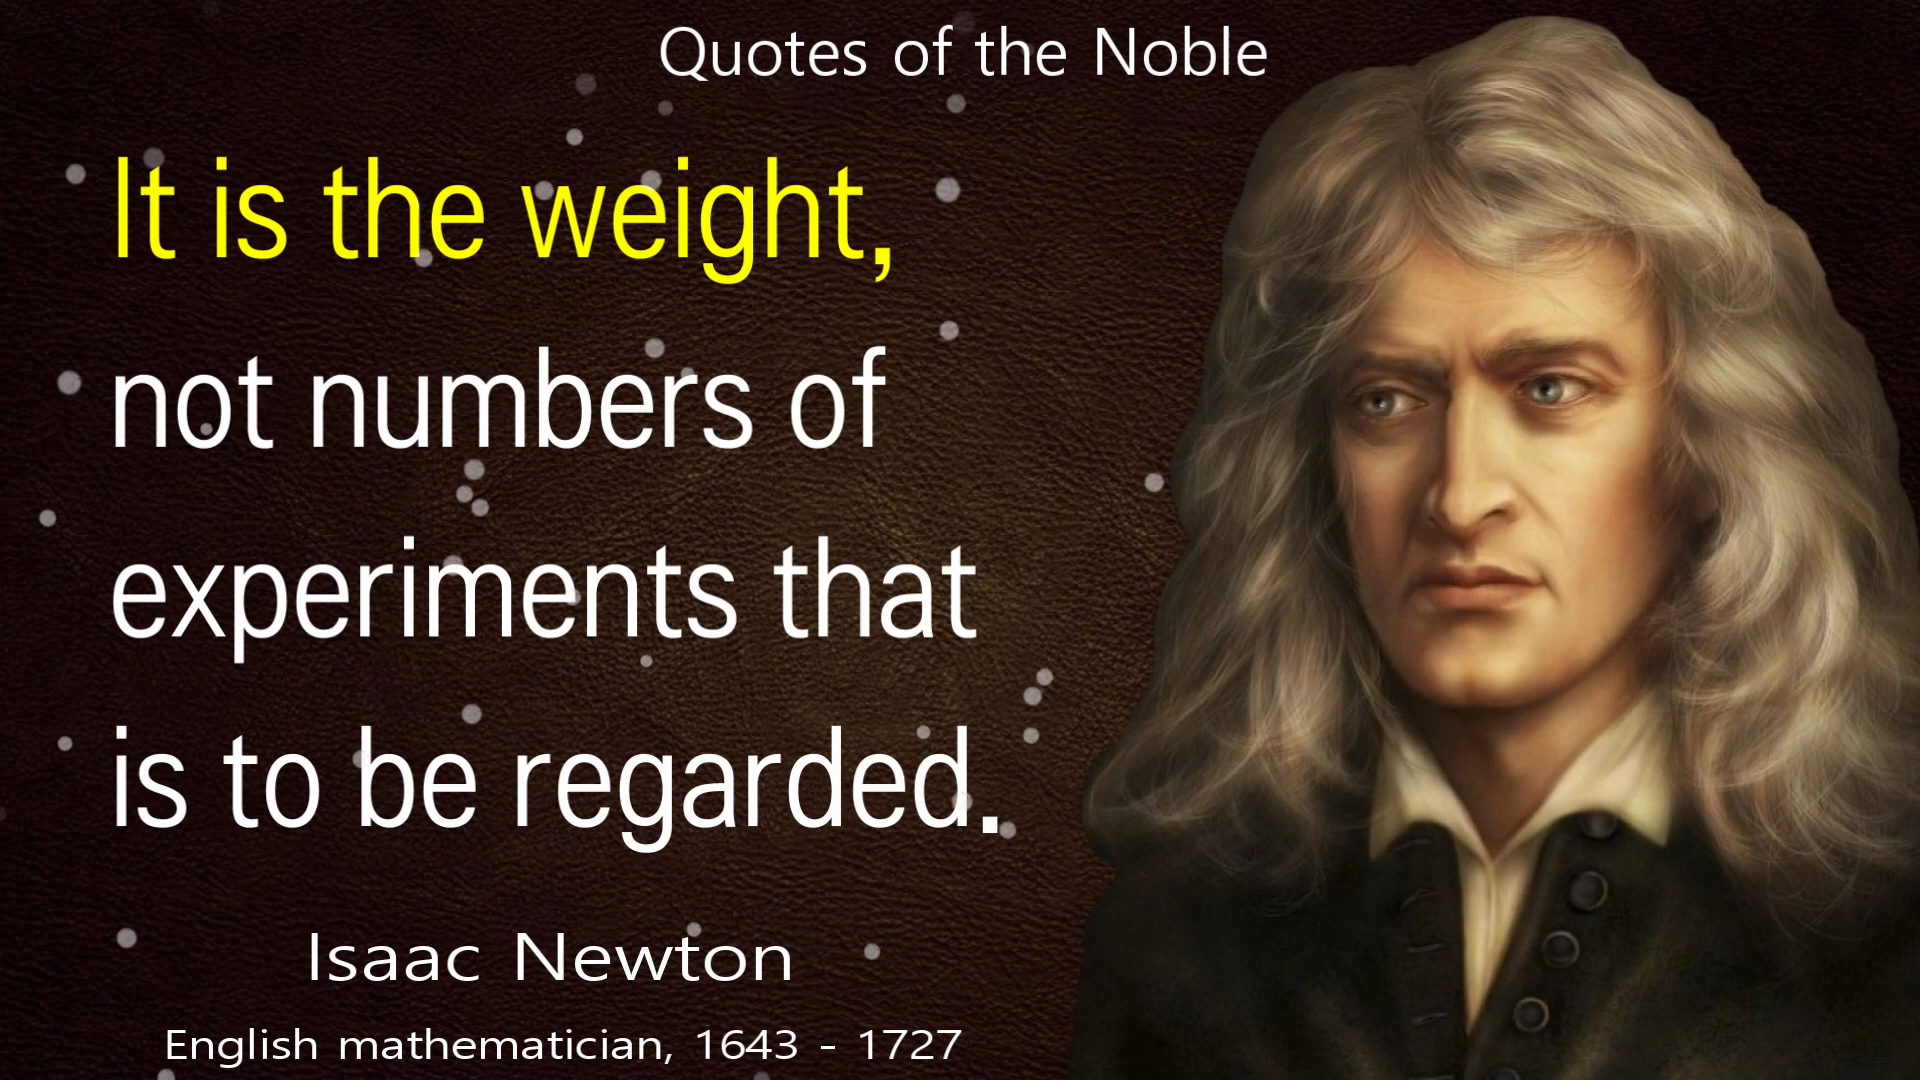 Quotes of the Noble
It is the weight,
not numbers of
experiments that
is to be regarded.
Isaac Newton
English mathematician, 1643 - 1727